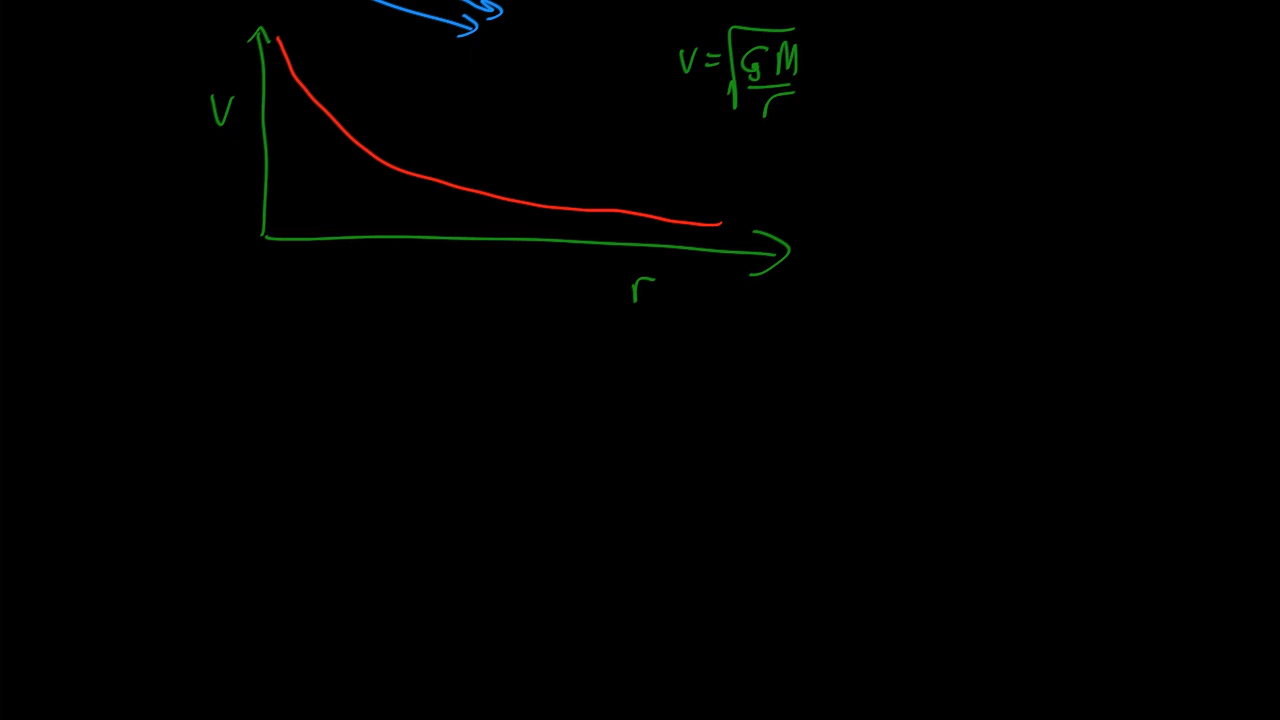 V
v = √(GM/r)
r